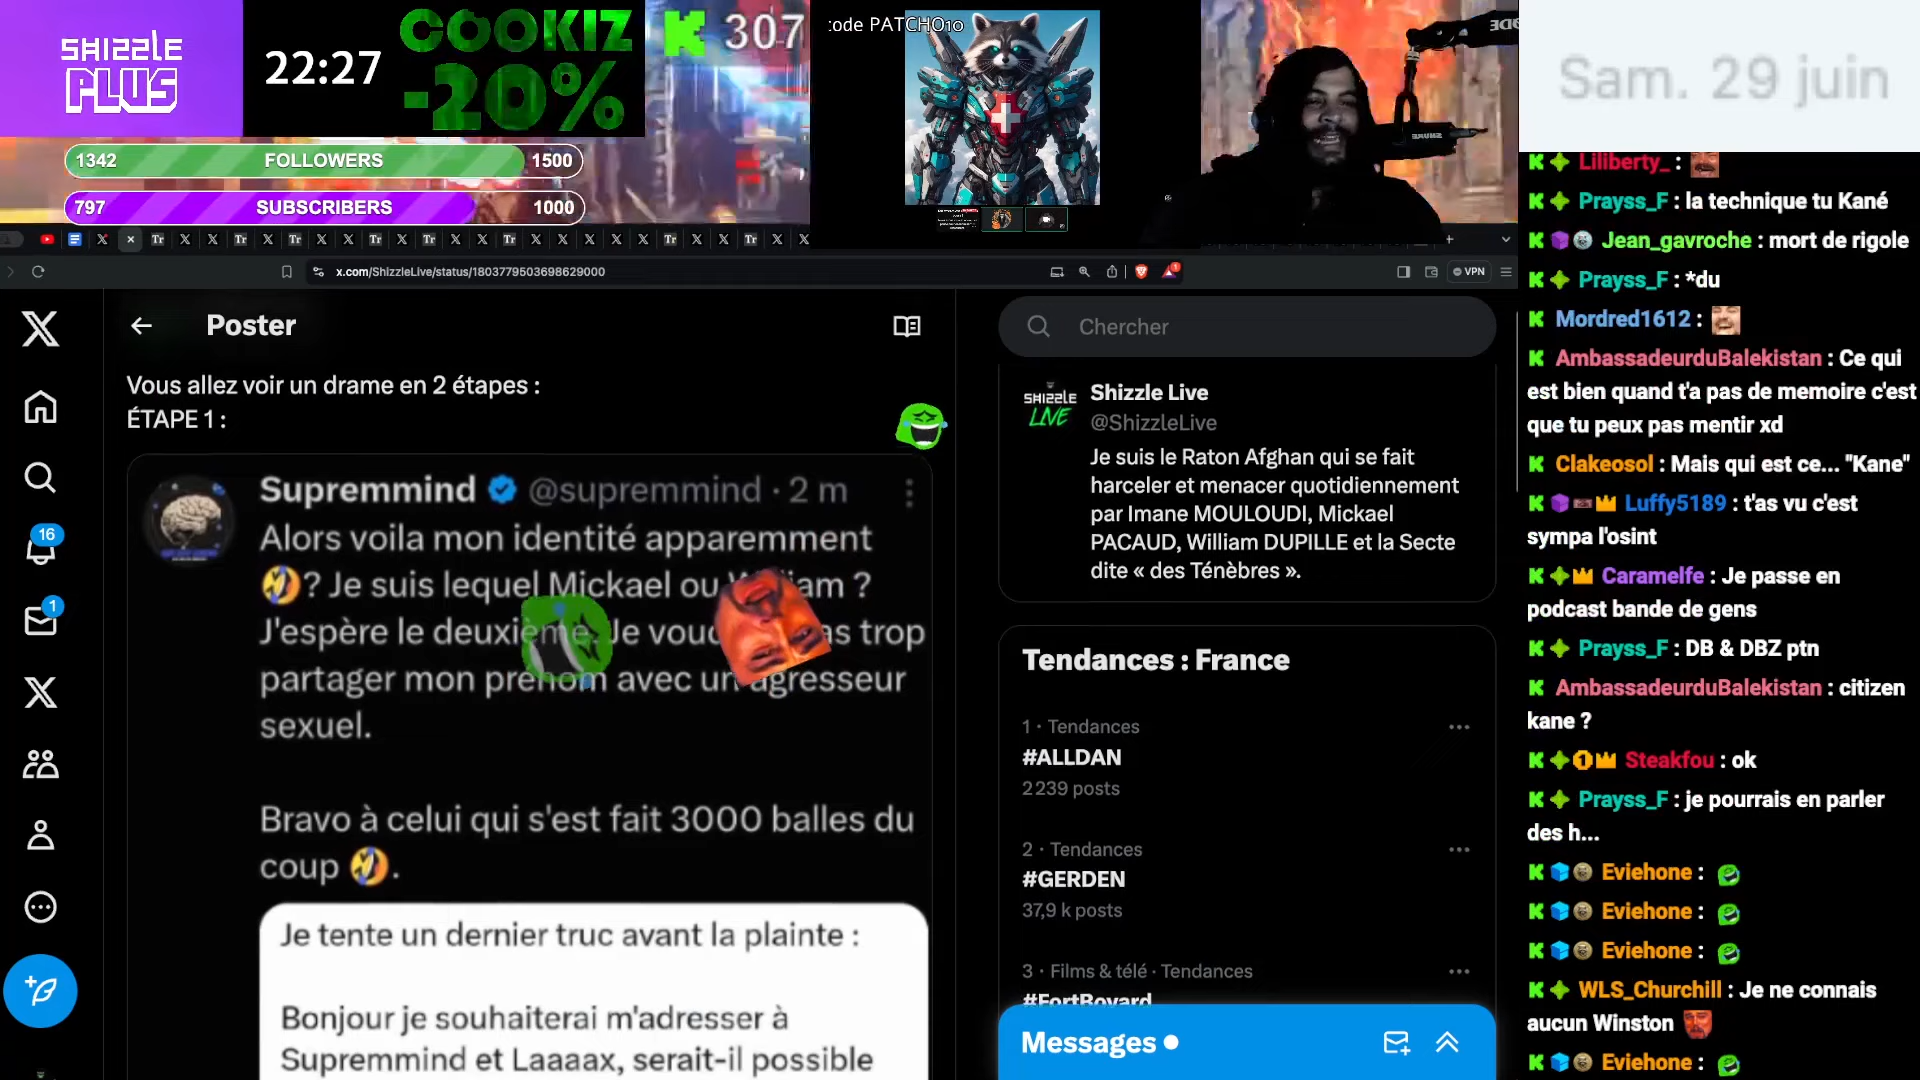 SHIZZLE
PLUS
22:27
COOKIZ
-20%
307
code PATCHO10
Sam. 29 juin
1342 FOLLOWERS 1500
797 SUBSCRIBERS 1000
x.com/ShizzleLive/status/1803779503698629000
VPN
Poster
Vous allez voir un drame en 2 étapes :
ÉTAPE 1 :
Supremmind @supremmind · 2 m
Alors voila mon identité apparemment
🤣? Je suis lequel Mickael ou am ?
J'espère le deuxième. Je as trop
partager mon prénom avec un agresseur
sexuel.
Bravo à celui qui s'est fait 3000 balles du
coup 🤣.
Je tente un dernier truc avant la plainte :
Bonjour je souhaiterai m'adresser à
Supremmind et Laaaax, serait-il possible
16
1
Chercher
SHIZZLE
LIVE
Shizzle Live
@ShizzleLive
Je suis le Raton Afghan qui se fait
harceler et menacer quotidiennement
par Imane MOULOUDI, Mickael
PACAUD, William DUPILLE et la Secte
dite « des Ténèbres ».
Tendances : France
1 · Tendances
#ALLDAN
2 239 posts
2 · Tendances
#GERDEN
37,9 k posts
3 · Films & télé · Tendances
#FortBoyard
Messages
Liliberty_ :
Prayss_F : la technique tu Kané
Jean_gavroche : mort de rigole
Prayss_F : *du
Mordred1612 :
AmbassadeurduBalekistan : Ce qui
est bien quand t'a pas de memoire c'est
que tu peux pas mentir xd
Clakeosol : Mais qui est ce... "Kane"
Luffy5189 : t'as vu c'est
sympa l'osint
Caramelfe : Je passe en
podcast bande de gens
Prayss_F : DB & DBZ ptn
AmbassadeurduBalekistan : citizen
kane ?
Steakfou : ok
Prayss_F : je pourrais en parler
des h...
Eviehone :
Eviehone :
Eviehone :
WLS_Churchill : Je ne connais
aucun Winston
Eviehone :